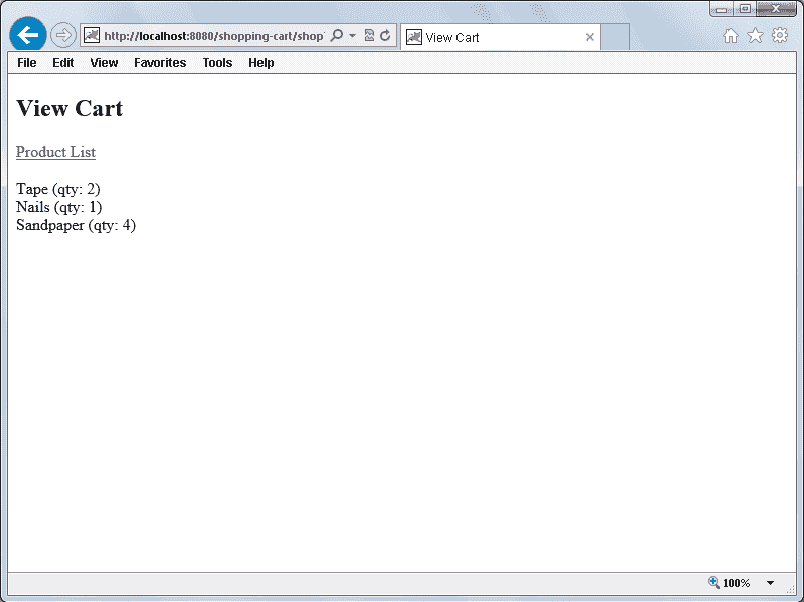 http://localhost:8080/shopping-cart/shop
View Cart
File Edit View Favorites Tools Help
View Cart
Product List
Tape (qty: 2)
Nails (qty: 1)
Sandpaper (qty: 4)
100%